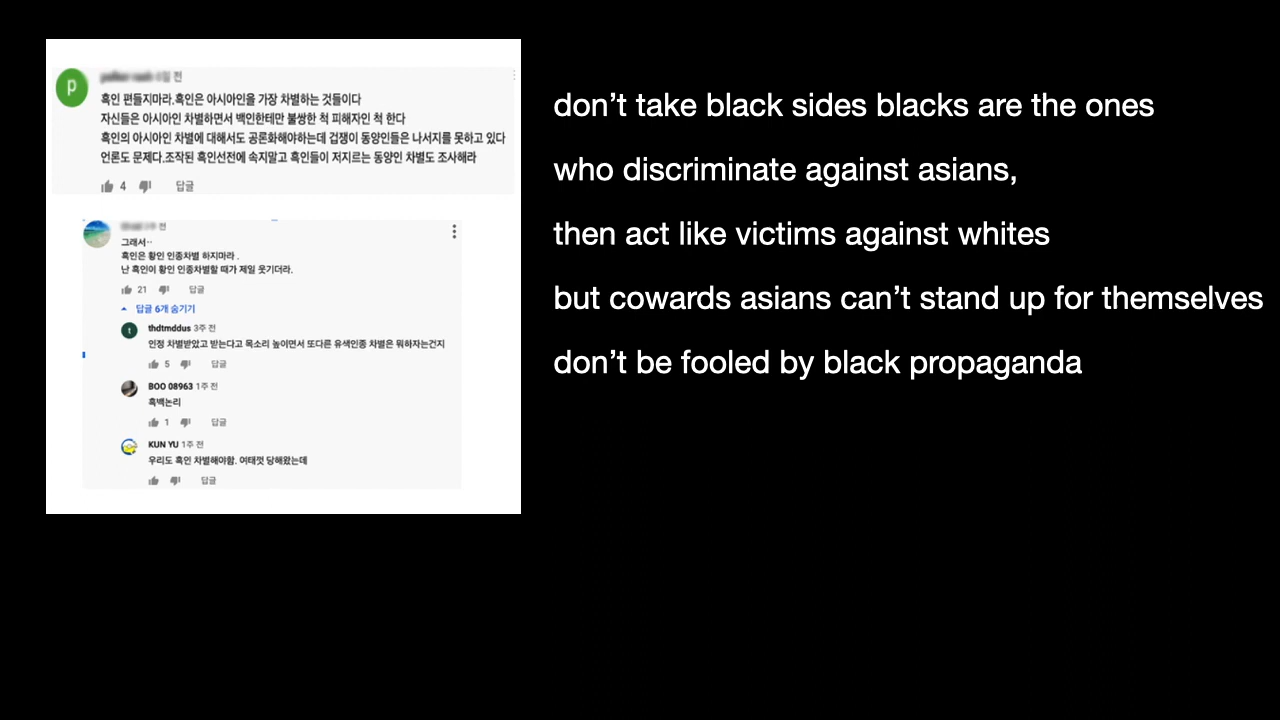 6일 전
흑인 편들지마라.흑인은 아시아인을 가장 차별하는 것들이다
자신들은 아시아인 차별하면서 백인한테만 불쌍한 척 피해자인 척 한다
흑인의 아시아인 차별에 대해서도 공론화해야하는데 겁쟁이 동양인들은 나서지를 못하고 있다
언론도 문제다.조작된 흑인선전에 속지말고 흑인들이 저지르는 동양인 차별도 조사해라
4 답글
전
그래서··
흑인은 황인 인종차별 하지마라 .
난 흑인이 황인 인종차별할 때가 제일 웃기더라.
21 답글
답글 6개 숨기기
t
thdtmddus 3주 전
인정 차별받았고 받는다고 목소리 높이면서 또다른 유색인종 차별은 뭐하자는건지
5 답글
BOO 08963 1주 전
흑백논리
1 답글
KUN YU 1주 전
우리도 흑인 차별해야함. 여태껏 당해왔는데
답글
p
don’t take black sides blacks are the ones
who discriminate against asians,
then act like victims against whites
but cowards asians can’t stand up for themselves
don’t be fooled by black propaganda